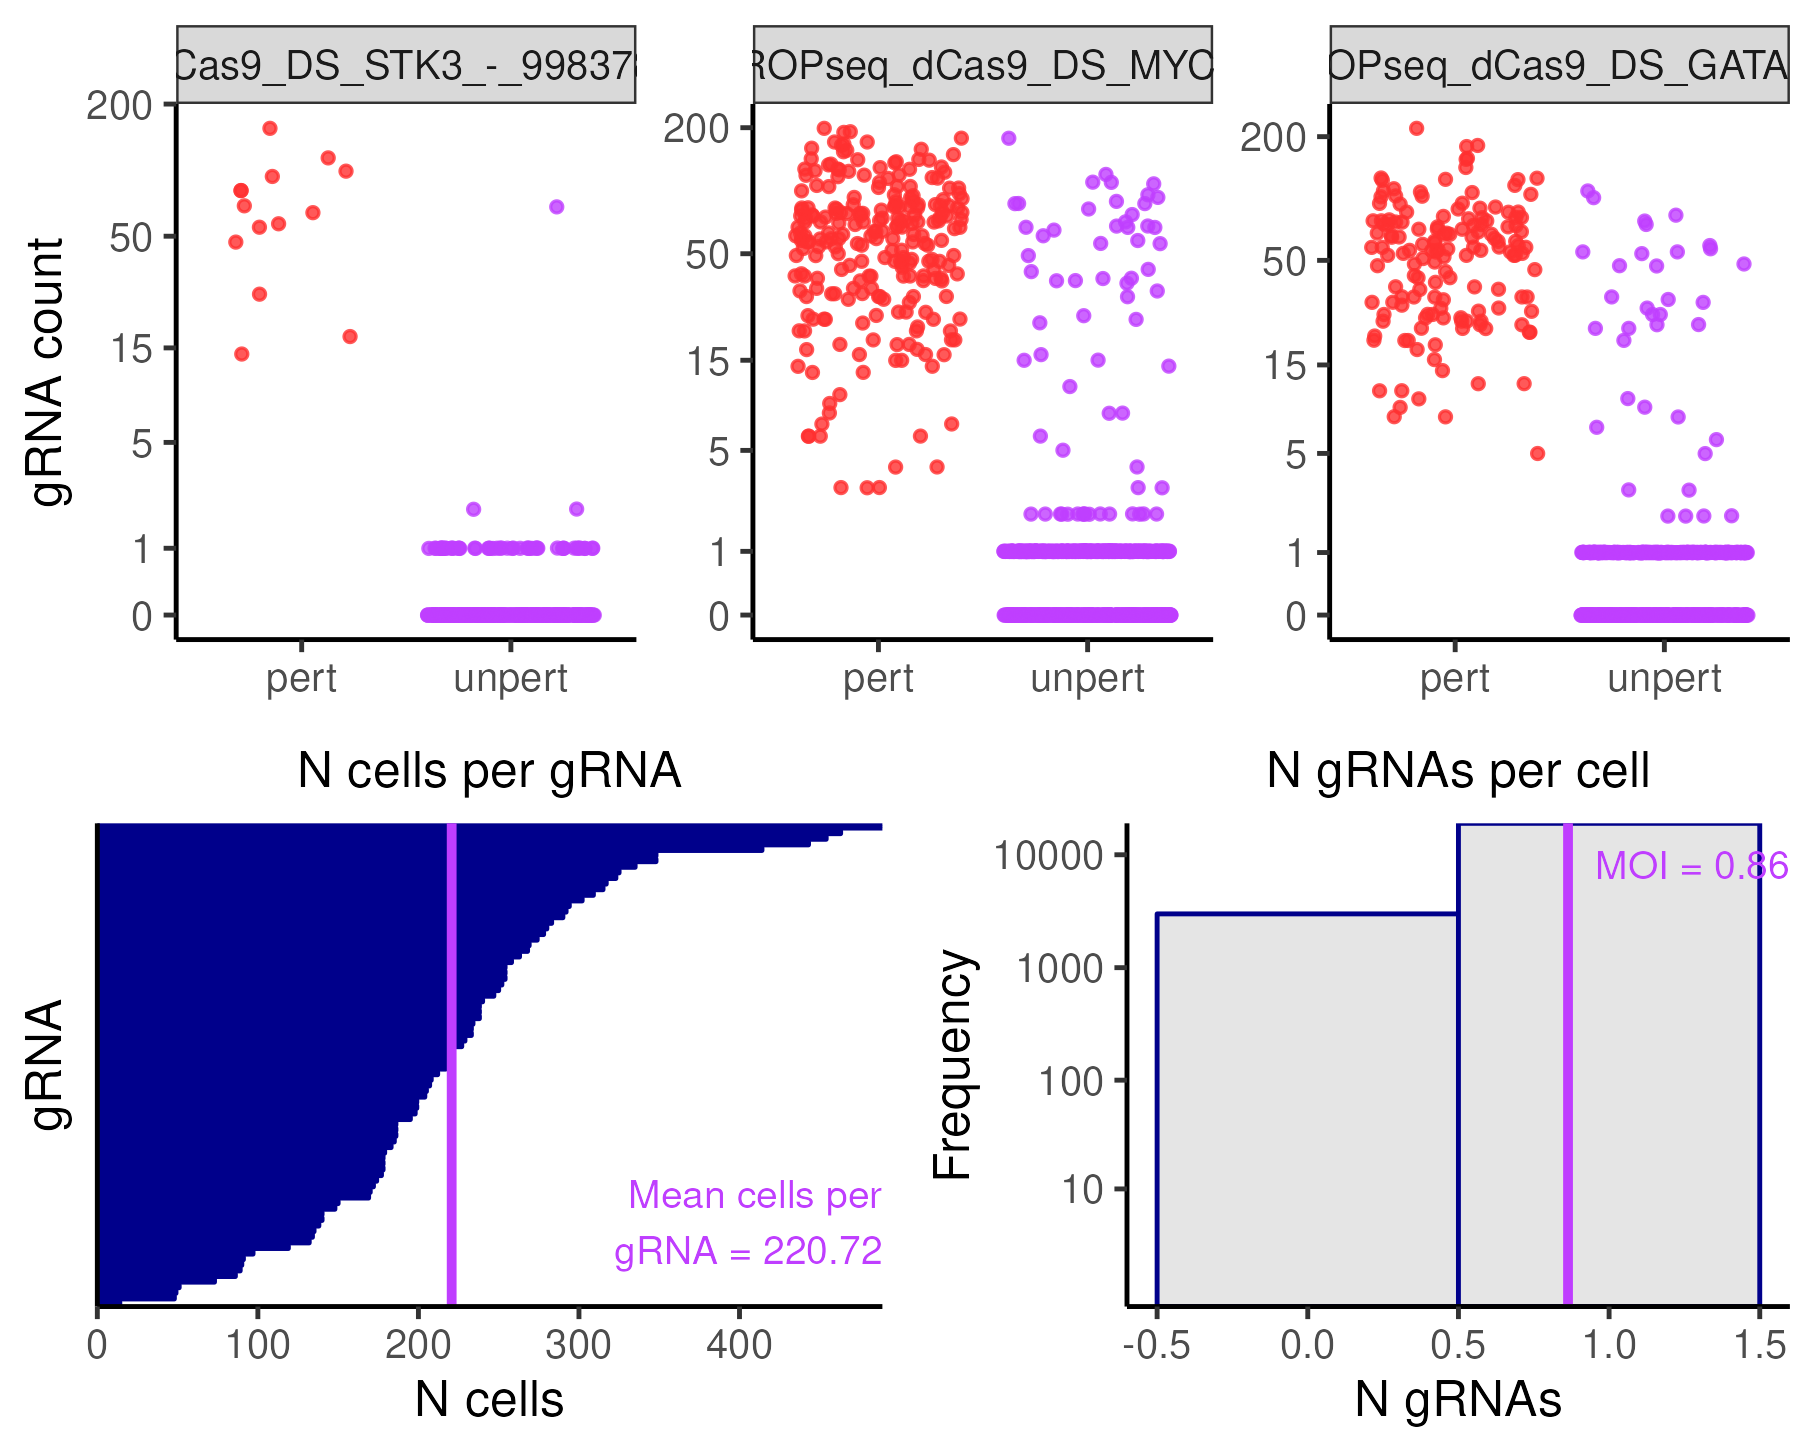 Cas9_DS_STK3_-_99837
ROPseq_dCas9_DS_MYC
OPseq_dCas9_DS_GATA
gRNA count
200
50
15
5
1
0
200
50
15
5
1
0
200
50
15
5
1
0
pert unpert
pert unpert
pert unpert
N cells per gRNA
gRNA
Mean cells per
gRNA = 220.72
0 100 200 300 400
N cells
N gRNAs per cell
Frequency
10000
1000
100
10
MOI = 0.86
-0.5 0.0 0.5 1.0 1.5
N gRNAs